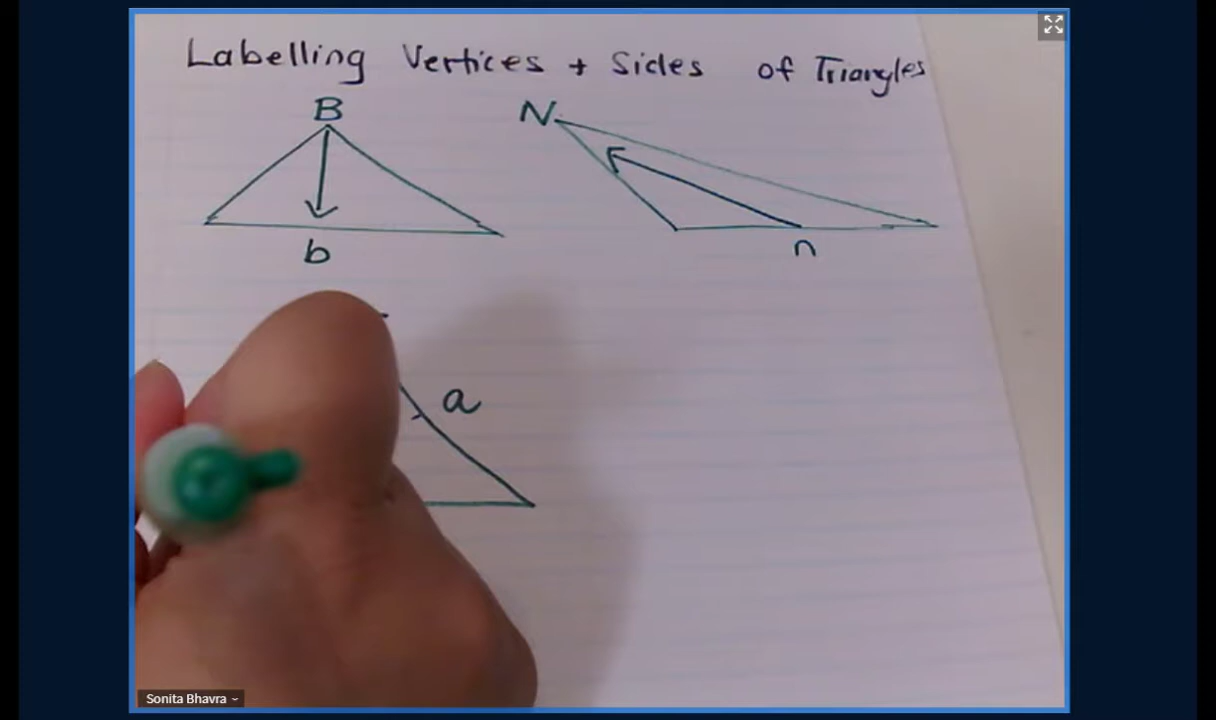 Labelling Vertices + Sides of Triangles
B N
b n
a
Sonita Bhavra